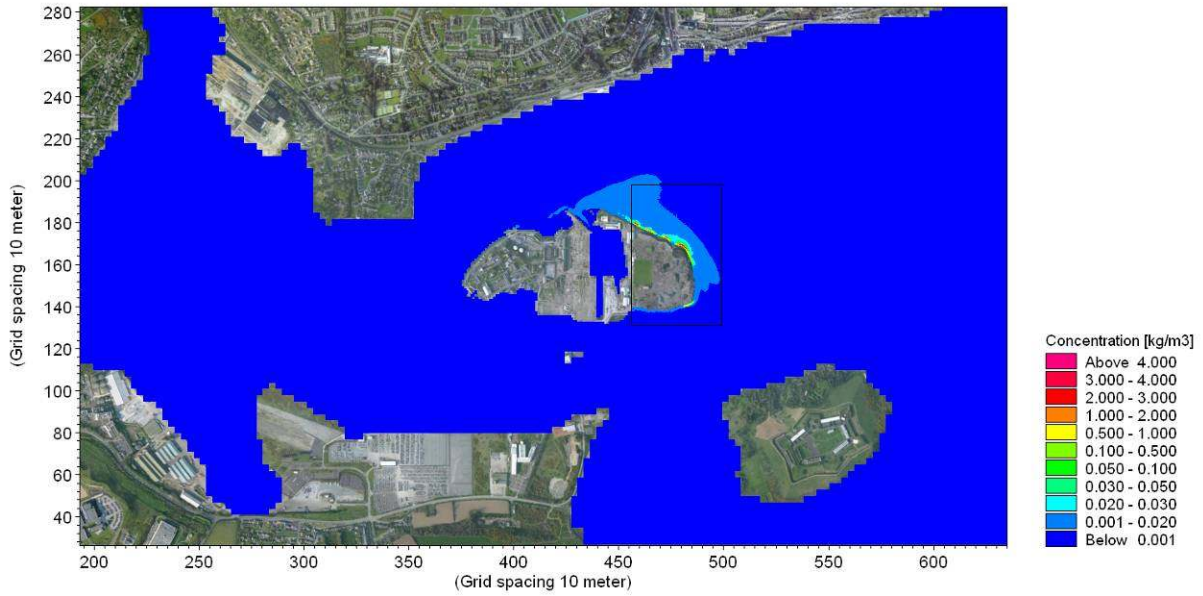 280
260
240
220
200
180
160
140
120
100
80
60
40
(Grid spacing 10 meter)
200 250 300 350 400 450 500 550 600
(Grid spacing 10 meter)
Concentration [kg/m3]
Above 4.000
3.000 - 4.000
2.000 - 3.000
1.000 - 2.000
0.500 - 1.000
0.100 - 0.500
0.050 - 0.100
0.030 - 0.050
0.020 - 0.030
0.001 - 0.020
Below 0.001